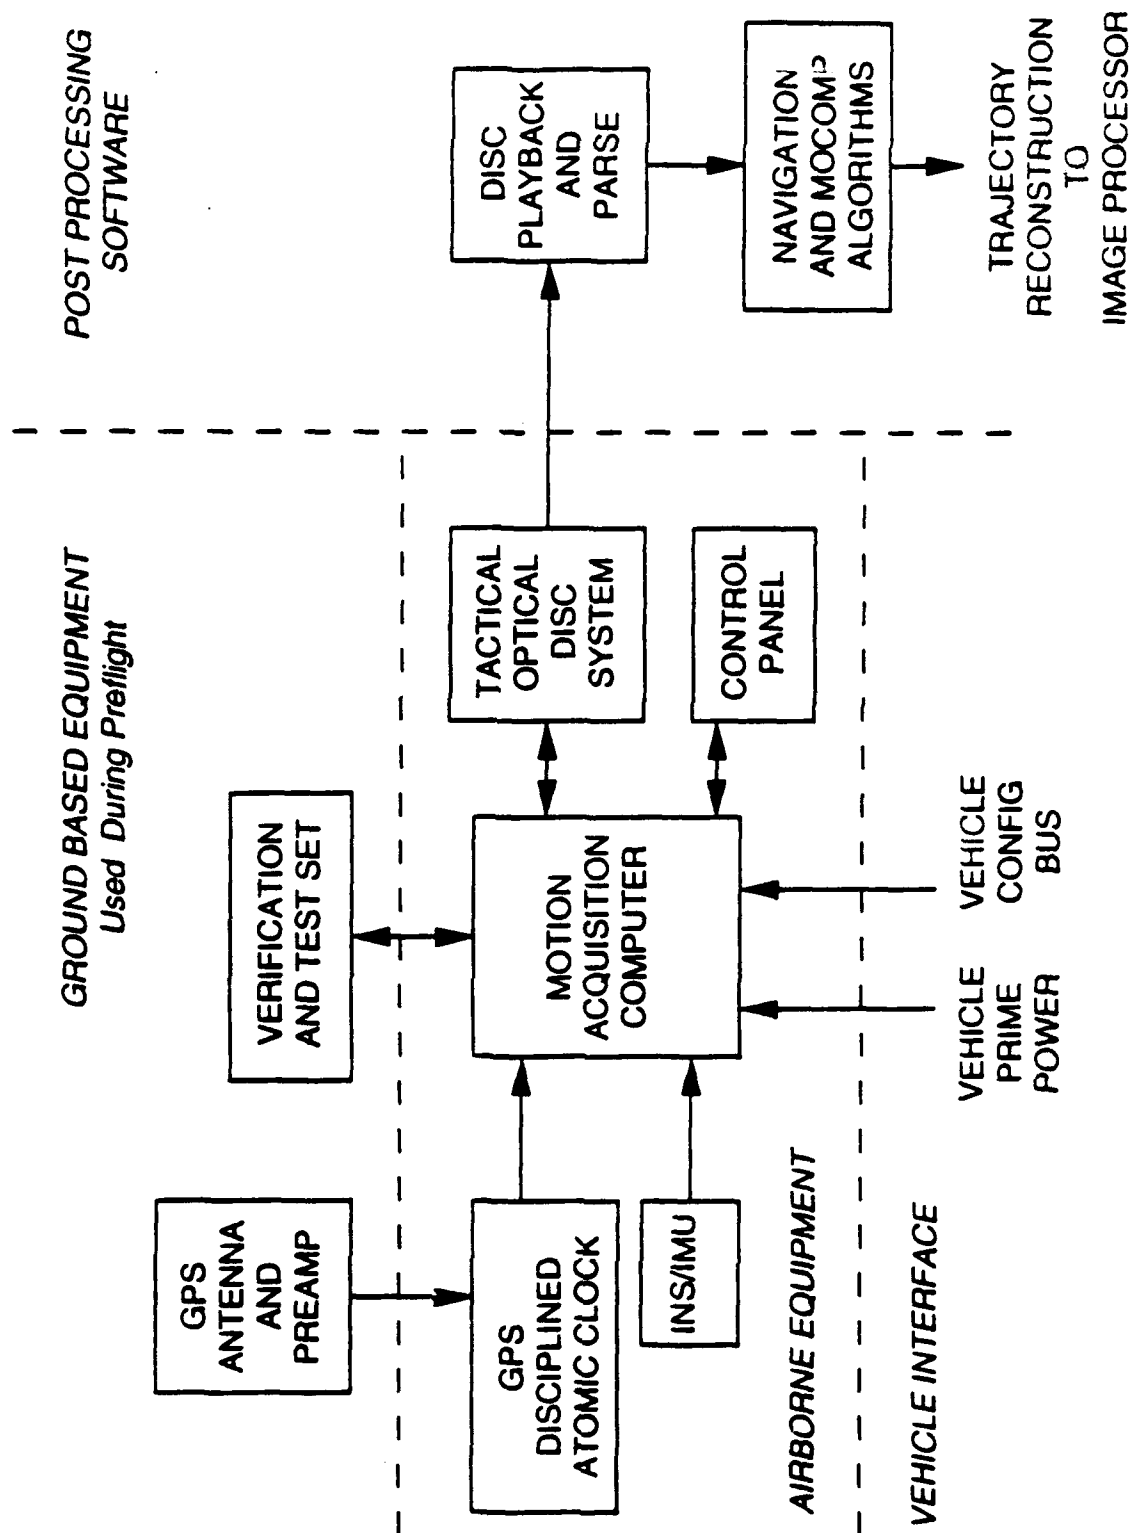 GROUND BASED EQUIPMENT
Used During Preflight
POST PROCESSING
SOFTWARE
GPS
ANTENNA
AND
PREAMP
VERIFICATION
AND TEST SET
GPS
DISCIPLINED
ATOMIC CLOCK
INS/IMU
MOTION
ACQUISITION
COMPUTER
TACTICAL
OPTICAL
DISC
SYSTEM
CONTROL
PANEL
DISC
PLAYBACK
AND
PARSE
NAVIGATION
AND MOCOMP
ALGORITHMS
AIRBORNE EQUIPMENT
VEHICLE INTERFACE
VEHICLE
PRIME
POWER
VEHICLE
CONFIG
BUS
TRAJECTORY
RECONSTRUCTION
TO
IMAGE PROCESSOR